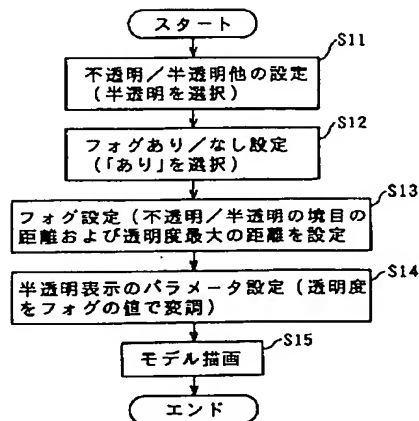 スタート
S11
不透明/半透明他の設定
(半透明を選択)
S12
フォグあり/なし設定
(「あり」を選択)
S13
フォグ設定(不透明/半透明の境目の
距離および透明度最大の距離を設定
S14
半透明表示のパラメータ設定(透明度
をフォグの値で変調)
S15
モデル描画
エンド